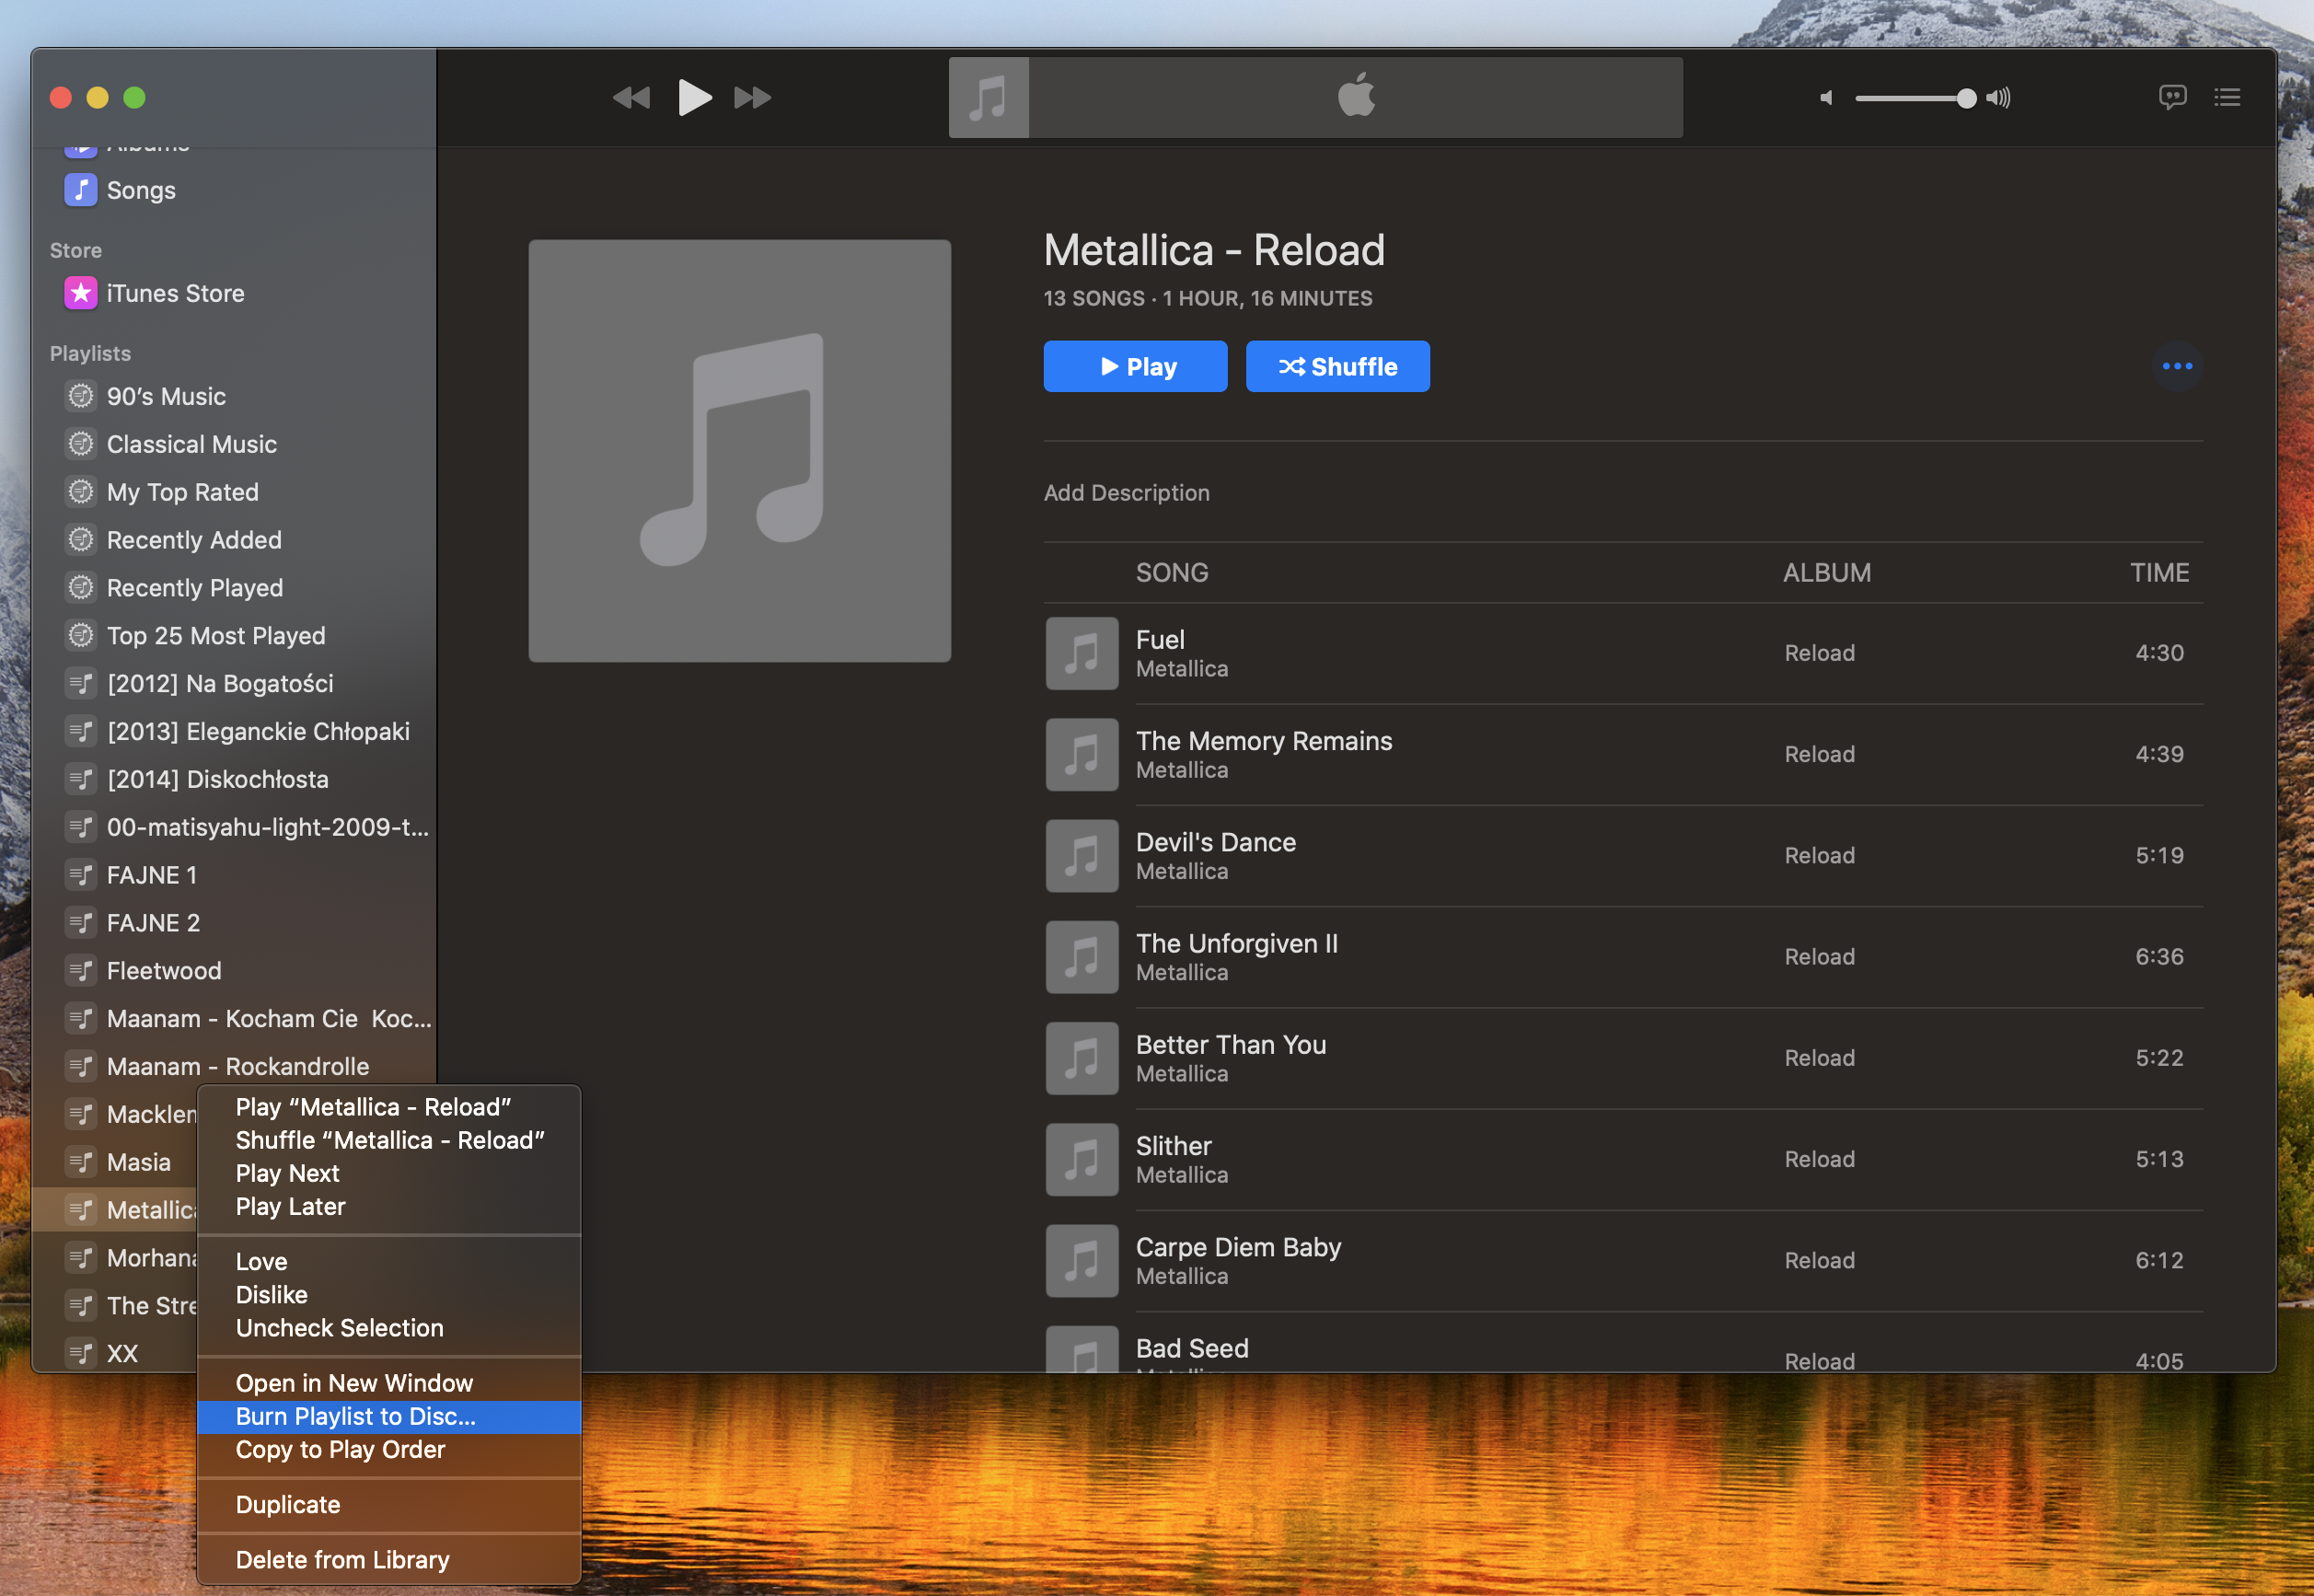 Albums
Songs
Store
iTunes Store
Playlists
90’s Music
Classical Music
My Top Rated
Recently Added
Recently Played
Top 25 Most Played
[2012] Na Bogatości
[2013] Eleganckie Chłopaki
[2014] Diskochłosta
00-matisyahu-light-2009-t...
FAJNE 1
FAJNE 2
Fleetwood
Maanam - Kocham Cie  Koc...
Maanam - Rockandrolle
Masia
XX
Play “Metallica - Reload”
Shuffle “Metallica - Reload”
Play Next
Play Later
Love
Dislike
Uncheck Selection
Open in New Window
Burn Playlist to Disc...
Copy to Play Order
Duplicate
Delete from Library
Metallica - Reload
13 SONGS · 1 HOUR, 16 MINUTES
Play
Shuffle
Add Description
SONG ALBUM TIME
Fuel
Metallica
Reload 4:30
The Memory Remains
Metallica
Reload 4:39
Devil's Dance
Metallica
Reload 5:19
The Unforgiven II
Metallica
Reload 6:36
Better Than You
Metallica
Reload 5:22
Slither
Metallica
Reload 5:13
Carpe Diem Baby
Metallica
Reload 6:12
Bad Seed
Reload 4:05